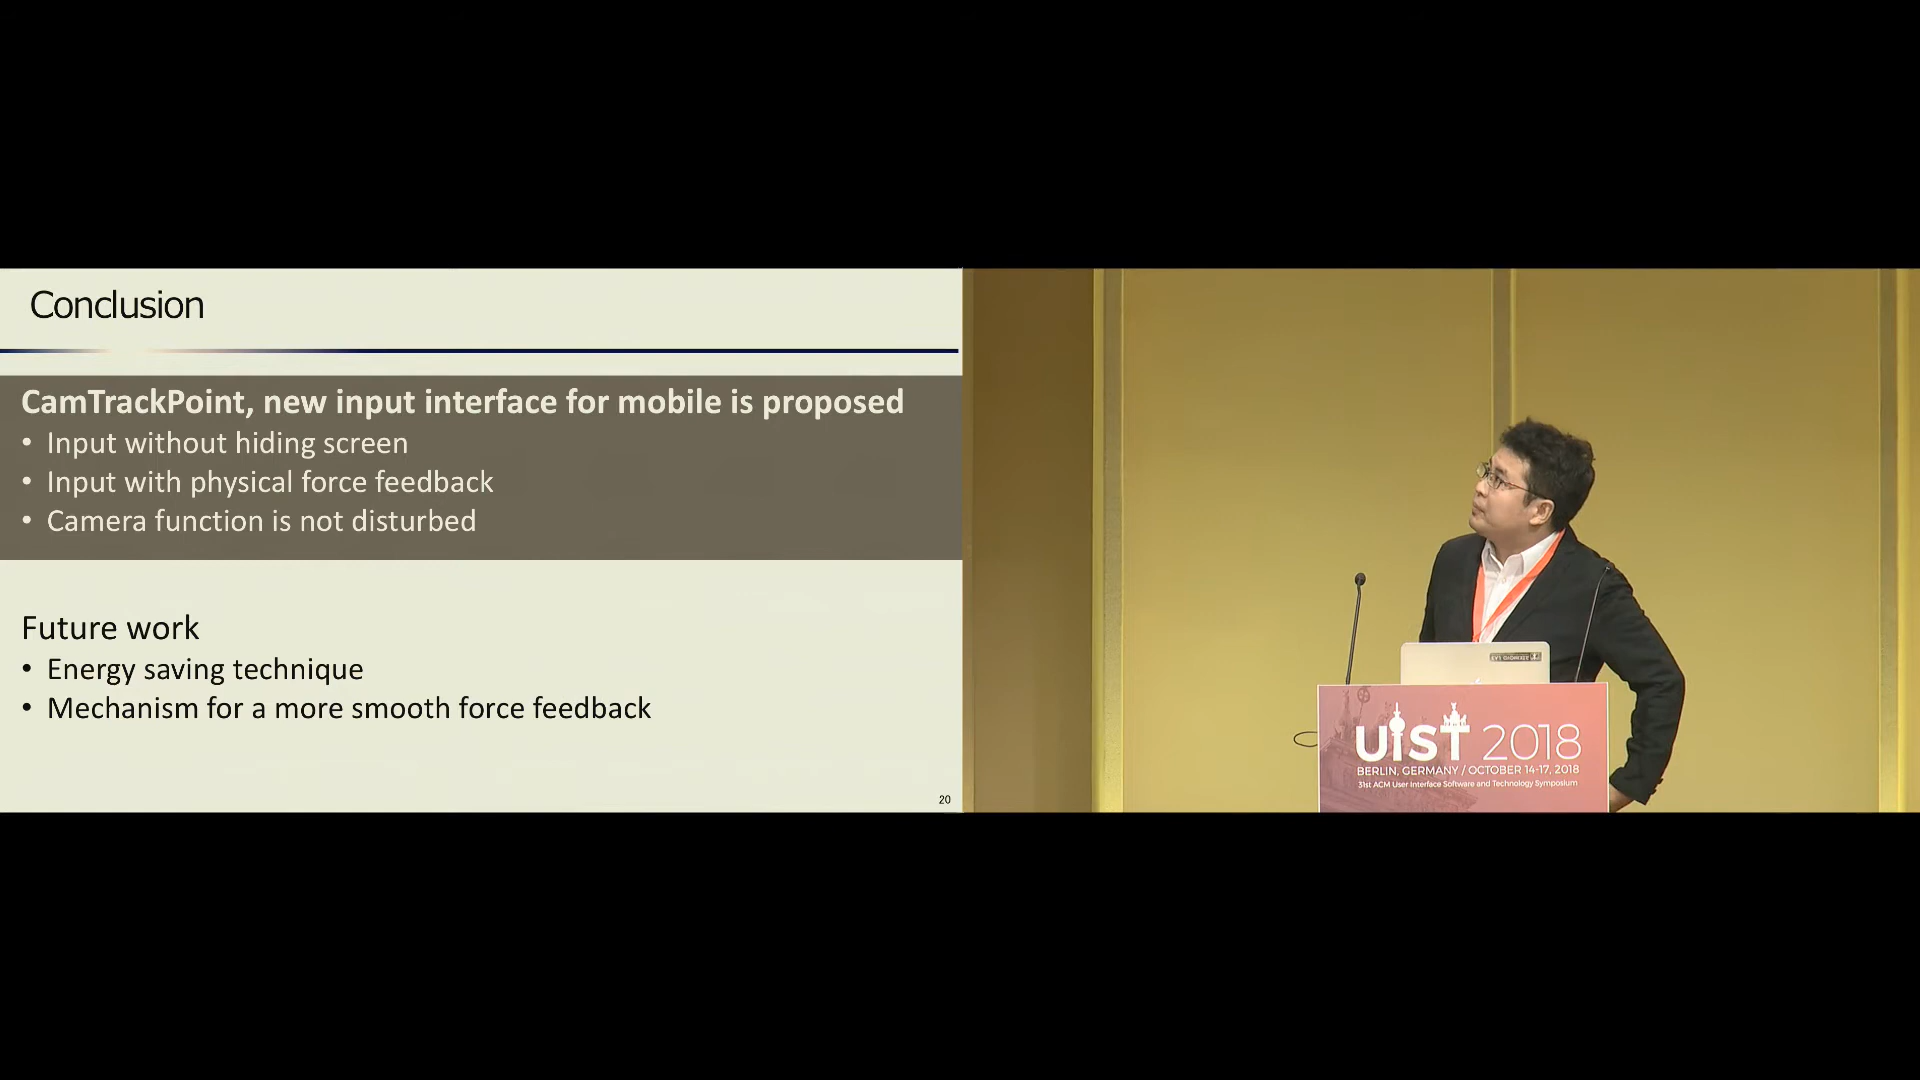 Conclusion
CamTrackPoint, new input interface for mobile is proposed
• Input without hiding screen
• Input with physical force feedback
• Camera function is not disturbed
Future work
• Energy saving technique
• Mechanism for a more smooth force feedback
20
UIST 2018
BERLIN, GERMANY / OCTOBER 14-17, 2018
31st ACM User Interface Software and Technology Symposium